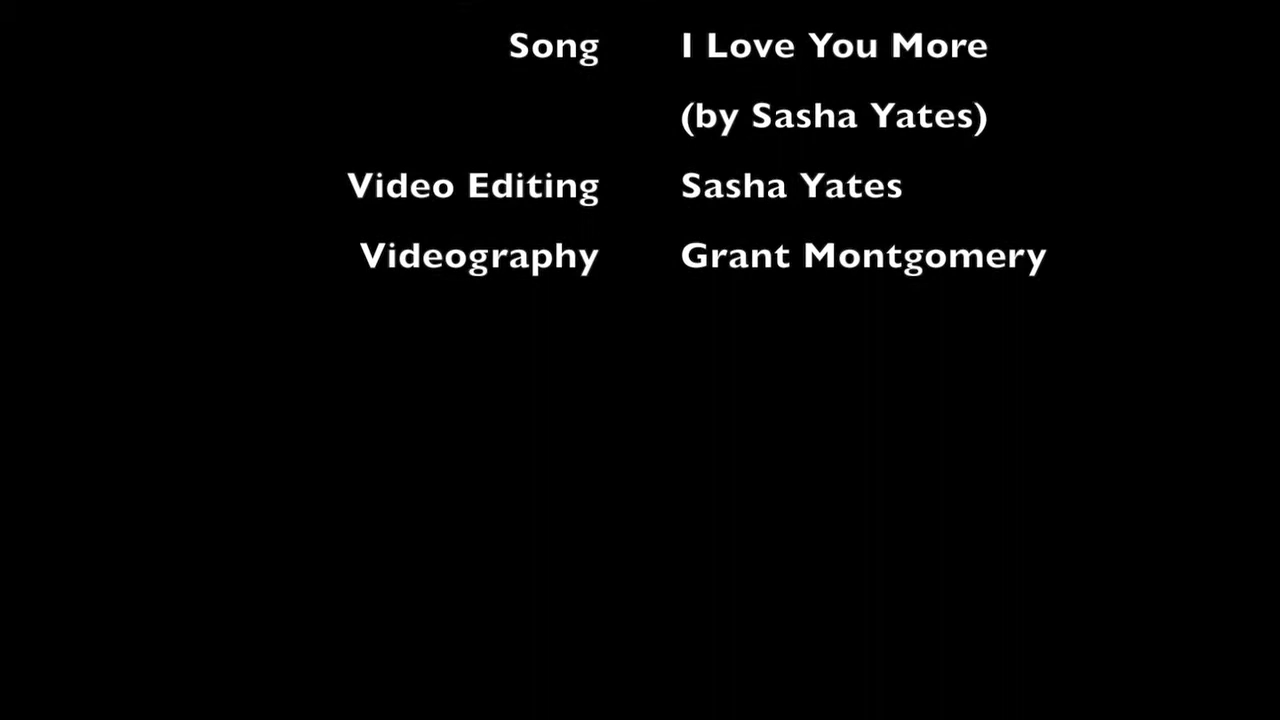 Song I Love You More
(by Sasha Yates)
Video Editing Sasha Yates
Videography Grant Montgomery